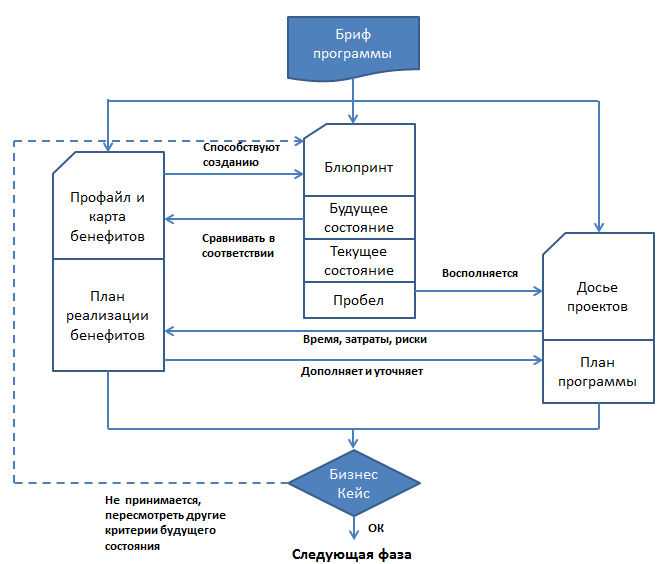 Бриф
программы
Способствуют
созданию
Блюпринт
Профайл и
карта
бенефитов
Будущее
состояние
Сравнивать в
соответствии
Текущее
состояние
Восполняется
Пробел
Досье
проектов
План
реализации
бенефитов
Время, затраты, риски
Дополняет и уточняет
План
программы
Бизнес
Кейс
Не принимается,
пересмотреть другие
критерии будущего
состояния
ОК
Следующая фаза